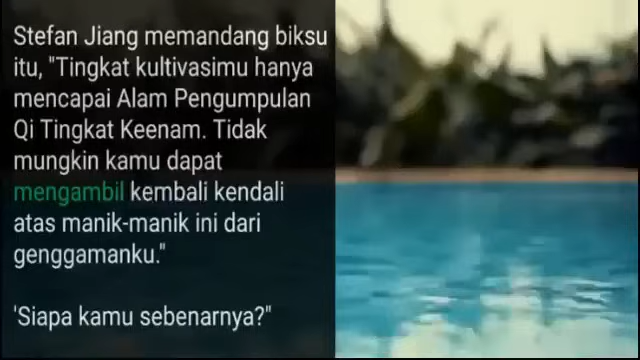 Stefan Jiang memandang biksu
itu, "Tingkat kultivasimu hanya
mencapai Alam Pengumpulan
Qi Tingkat Keenam. Tidak
mungkin kamu dapat
mengambil kembali kendali
atas manik-manik ini dari
genggamanku."
'Siapa kamu sebenarnya?"